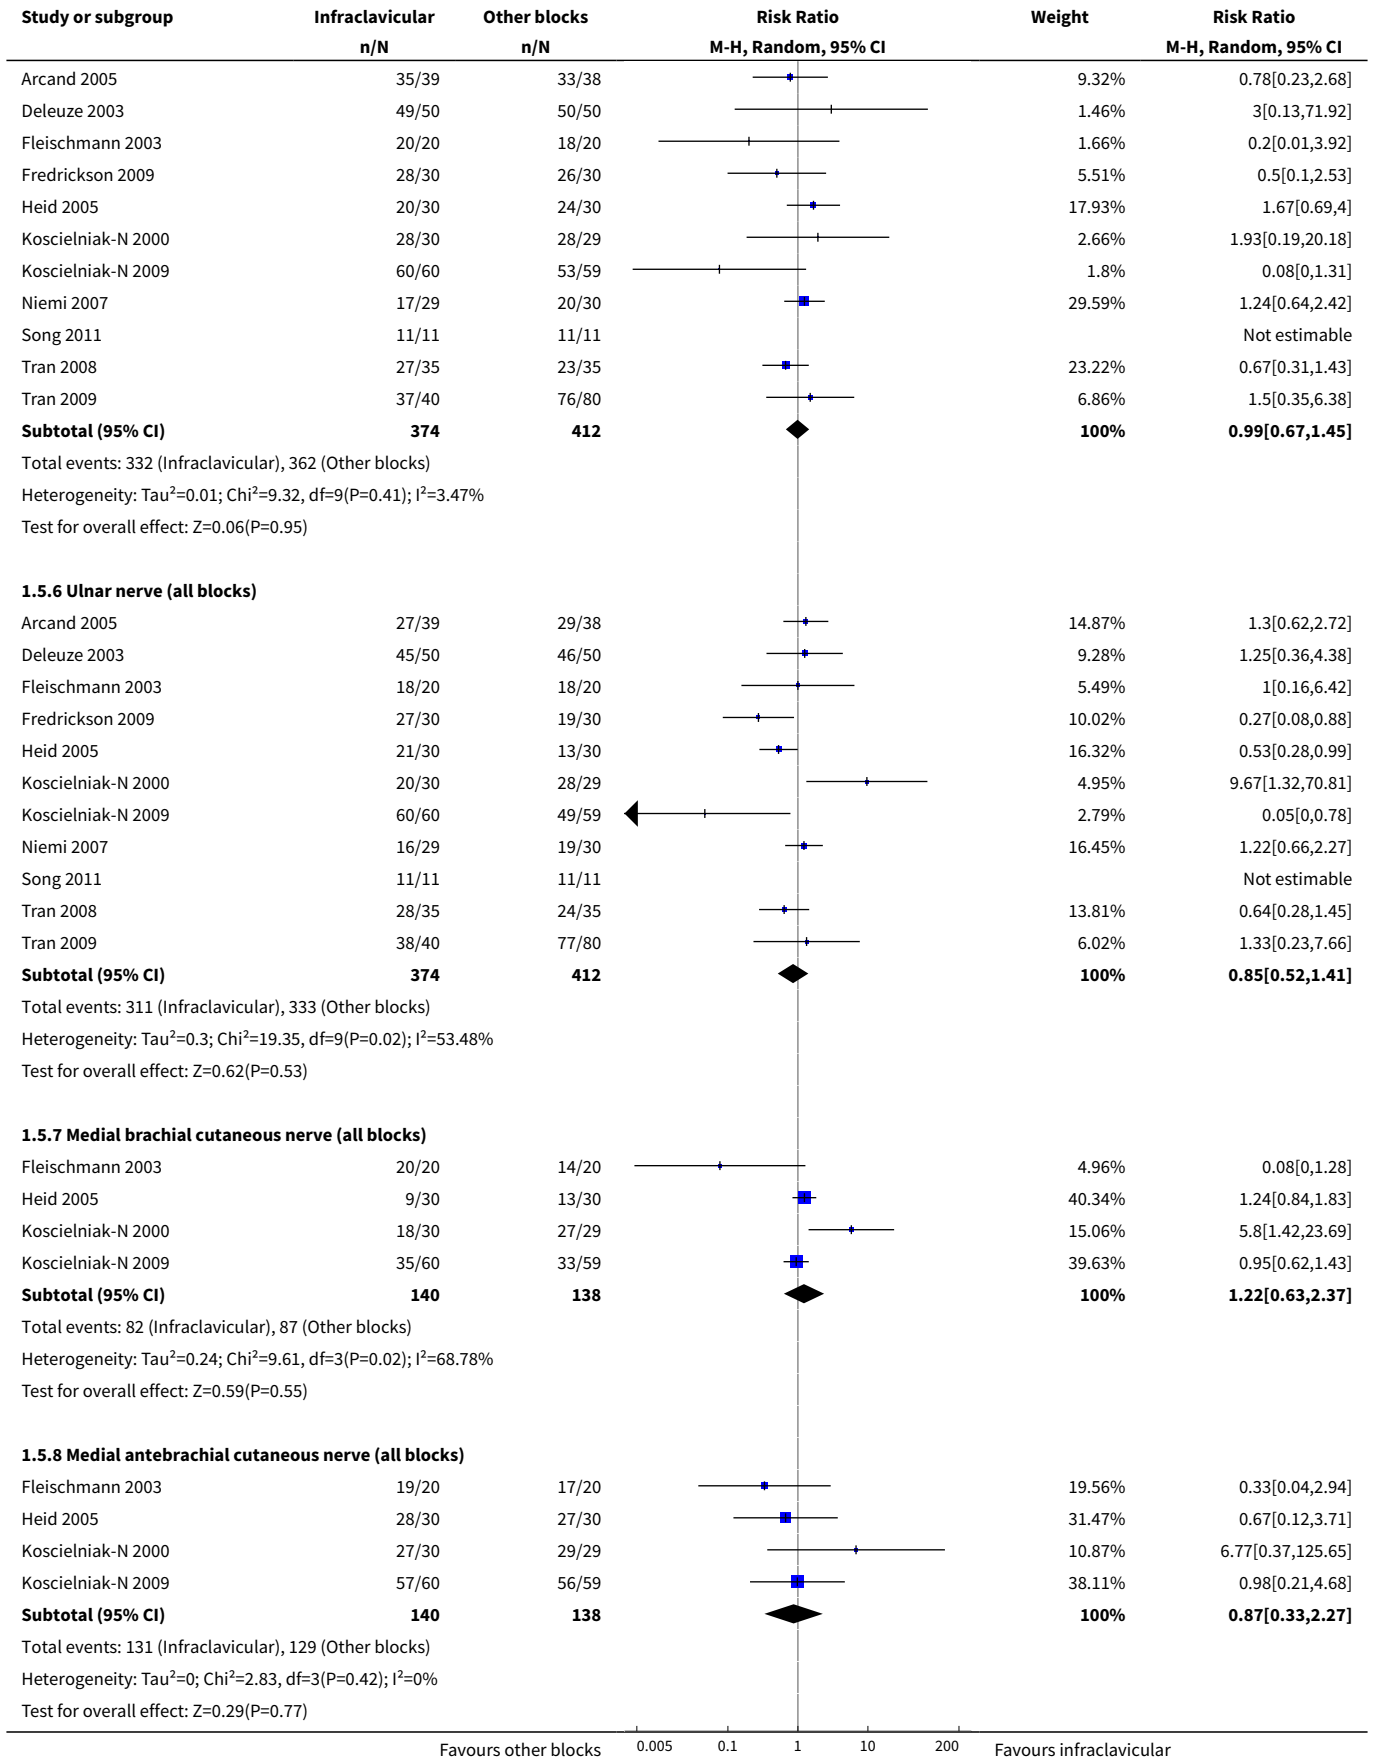 Study or subgroup Infraclavicular Other blocks Risk Ratio Weight Risk Ratio
n/N n/N M-H, Random, 95% CI M-H, Random, 95% CI
Arcand 2005 35/39 33/38 9.32% 0.78[0.23,2.68]
Deleuze 2003 49/50 50/50 1.46% 3[0.13,71.92]
Fleischmann 2003 20/20 18/20 1.66% 0.2[0.01,3.92]
Fredrickson 2009 28/30 26/30 5.51% 0.5[0.1,2.53]
Heid 2005 20/30 24/30 17.93% 1.67[0.69,4]
Koscielniak-N 2000 28/30 28/29 2.66% 1.93[0.19,20.18]
Koscielniak-N 2009 60/60 53/59 1.8% 0.08[0,1.31]
Niemi 2007 17/29 20/30 29.59% 1.24[0.64,2.42]
Song 2011 11/11 11/11 Not estimable
Tran 2008 27/35 23/35 23.22% 0.67[0.31,1.43]
Tran 2009 37/40 76/80 6.86% 1.5[0.35,6.38]
Subtotal (95% CI) 374 412 100% 0.99[0.67,1.45]
Total events: 332 (Infraclavicular), 362 (Other blocks)
Heterogeneity: Tau²=0.01; Chi²=9.32, df=9(P=0.41); I²=3.47%
Test for overall effect: Z=0.06(P=0.95)
1.5.6 Ulnar nerve (all blocks)
Arcand 2005 27/39 29/38 14.87% 1.3[0.62,2.72]
Deleuze 2003 45/50 46/50 9.28% 1.25[0.36,4.38]
Fleischmann 2003 18/20 18/20 5.49% 1[0.16,6.42]
Fredrickson 2009 27/30 19/30 10.02% 0.27[0.08,0.88]
Heid 2005 21/30 13/30 16.32% 0.53[0.28,0.99]
Koscielniak-N 2000 20/30 28/29 4.95% 9.67[1.32,70.81]
Koscielniak-N 2009 60/60 49/59 2.79% 0.05[0,0.78]
Niemi 2007 16/29 19/30 16.45% 1.22[0.66,2.27]
Song 2011 11/11 11/11 Not estimable
Tran 2008 28/35 24/35 13.81% 0.64[0.28,1.45]
Tran 2009 38/40 77/80 6.02% 1.33[0.23,7.66]
Subtotal (95% CI) 374 412 100% 0.85[0.52,1.41]
Total events: 311 (Infraclavicular), 333 (Other blocks)
Heterogeneity: Tau²=0.3; Chi²=19.35, df=9(P=0.02); I²=53.48%
Test for overall effect: Z=0.62(P=0.53)
1.5.7 Medial brachial cutaneous nerve (all blocks)
Fleischmann 2003 20/20 14/20 4.96% 0.08[0,1.28]
Heid 2005 9/30 13/30 40.34% 1.24[0.84,1.83]
Koscielniak-N 2000 18/30 27/29 15.06% 5.8[1.42,23.69]
Koscielniak-N 2009 35/60 33/59 39.63% 0.95[0.62,1.43]
Subtotal (95% CI) 140 138 100% 1.22[0.63,2.37]
Total events: 82 (Infraclavicular), 87 (Other blocks)
Heterogeneity: Tau²=0.24; Chi²=9.61, df=3(P=0.02); I²=68.78%
Test for overall effect: Z=0.59(P=0.55)
1.5.8 Medial antebrachial cutaneous nerve (all blocks)
Fleischmann 2003 19/20 17/20 19.56% 0.33[0.04,2.94]
Heid 2005 28/30 27/30 31.47% 0.67[0.12,3.71]
Koscielniak-N 2000 27/30 29/29 10.87% 6.77[0.37,125.65]
Koscielniak-N 2009 57/60 56/59 38.11% 0.98[0.21,4.68]
Subtotal (95% CI) 140 138 100% 0.87[0.33,2.27]
Total events: 131 (Infraclavicular), 129 (Other blocks)
Heterogeneity: Tau²=0; Chi²=2.83, df=3(P=0.42); I²=0%
Test for overall effect: Z=0.29(P=0.77)
Favours other blocks 0.005 0.1 1 10 200 Favours infraclavicular